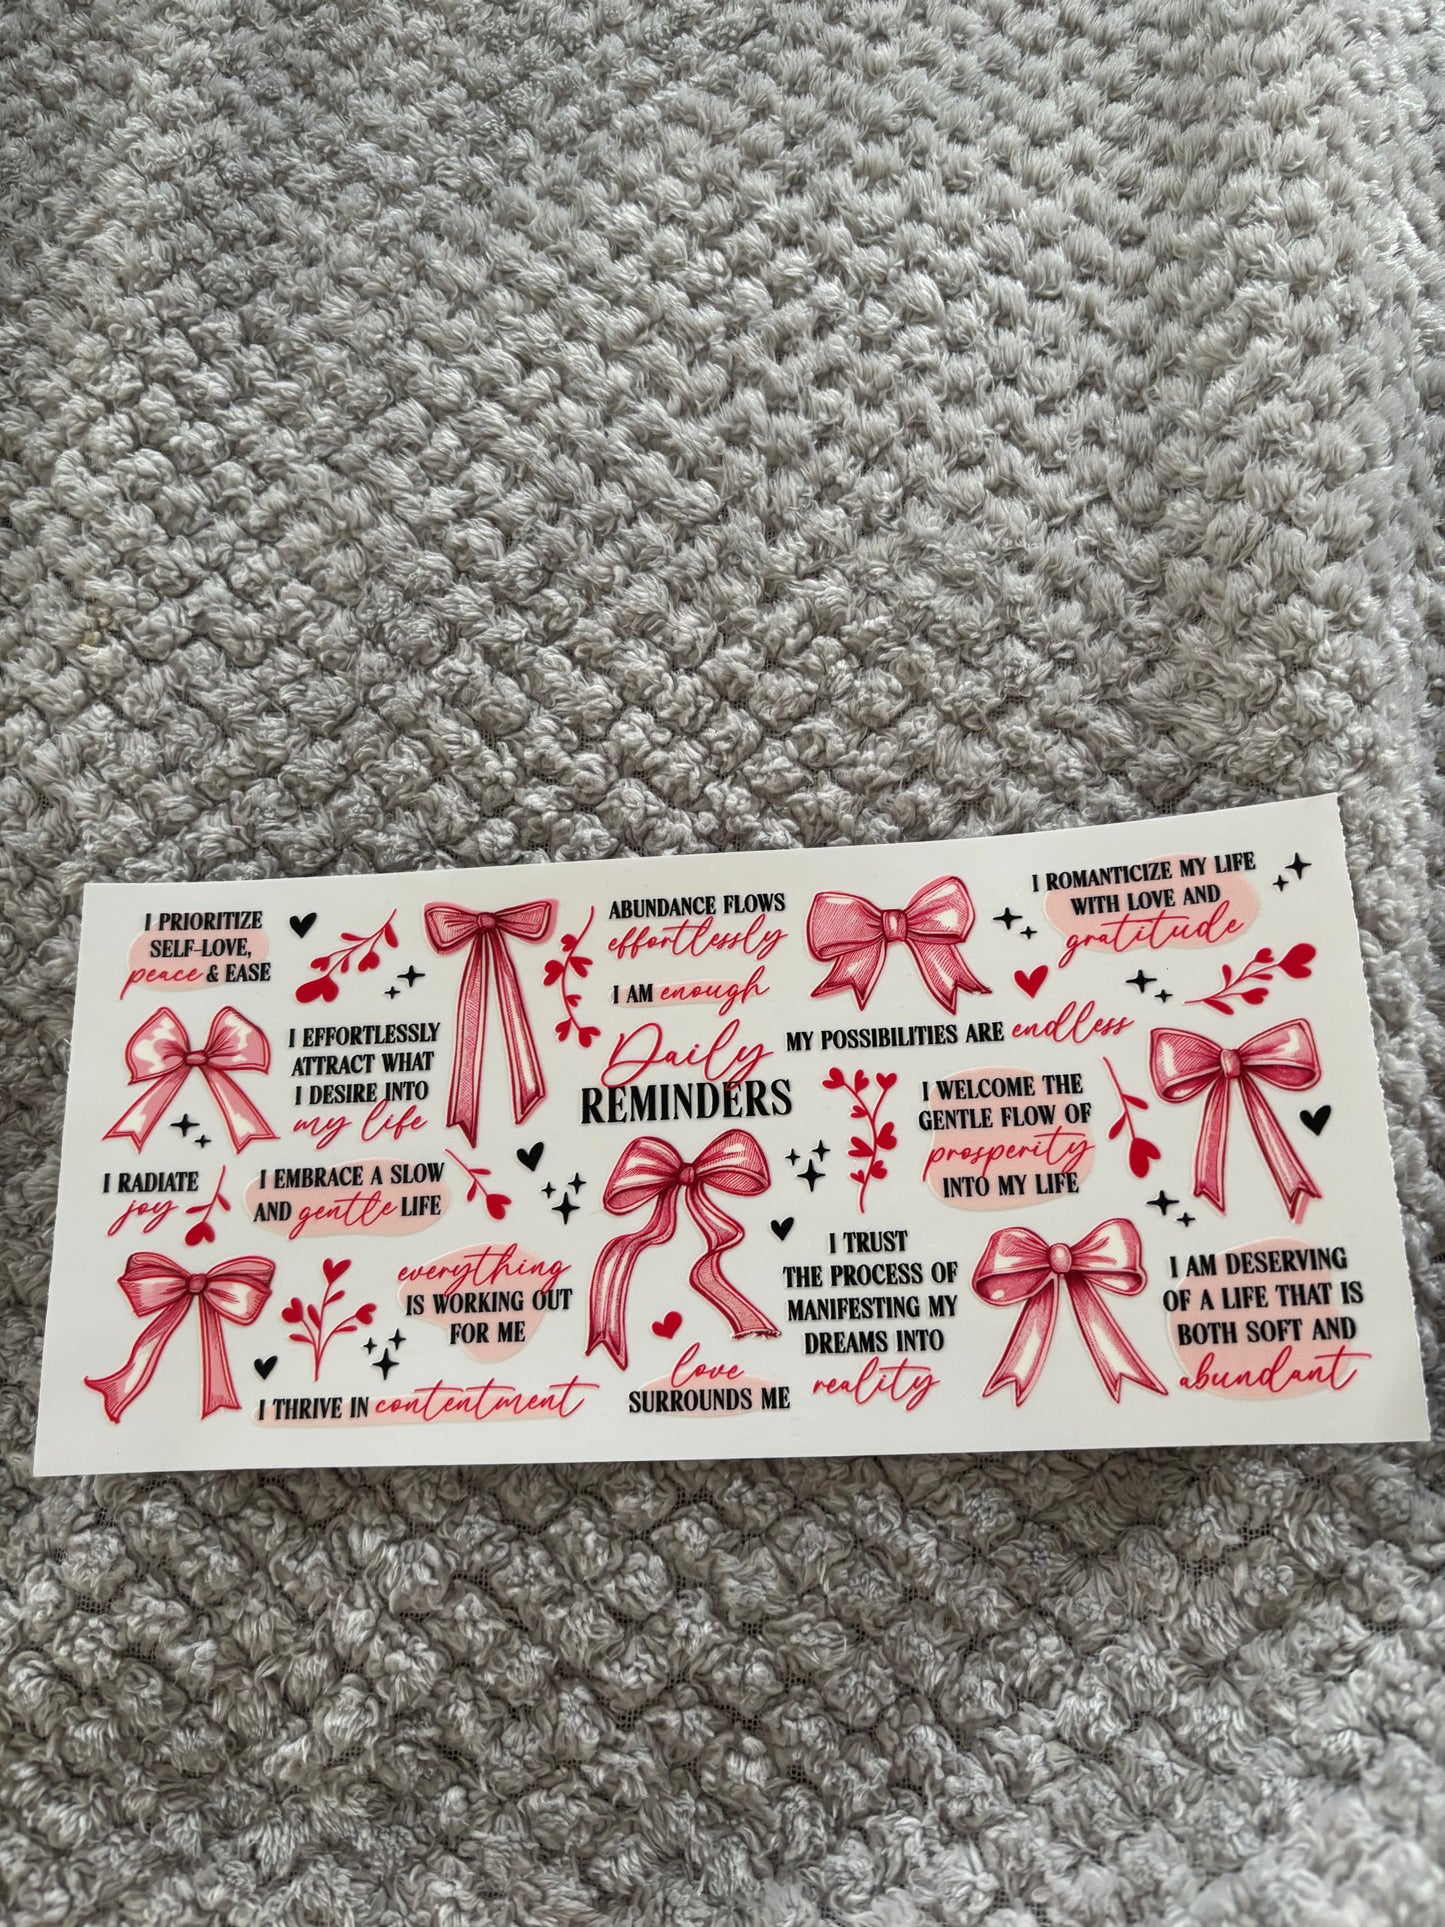 I PRIORITIZE
SELF-LOVE,
peace & EASE
I EFFORTLESSLY
ATTRACT WHAT
I DESIRE INTO
my life
I RADIATE
joy
I EMBRACE A SLOW
AND gentle LIFE
everything
IS WORKING OUT
FOR ME
I THRIVE IN contentment
ABUNDANCE FLOWS
effortlessly
I AM enough
Daily
REMINDERS
love
SURROUNDS ME
I ROMANTICIZE MY LIFE
WITH LOVE AND
gratitude
MY POSSIBILITIES ARE endless
I WELCOME THE
GENTLE FLOW OF
prosperity
INTO MY LIFE
I TRUST
THE PROCESS OF
MANIFESTING MY
DREAMS INTO
reality
I AM DESERVING
OF A LIFE THAT IS
BOTH SOFT AND
abundant